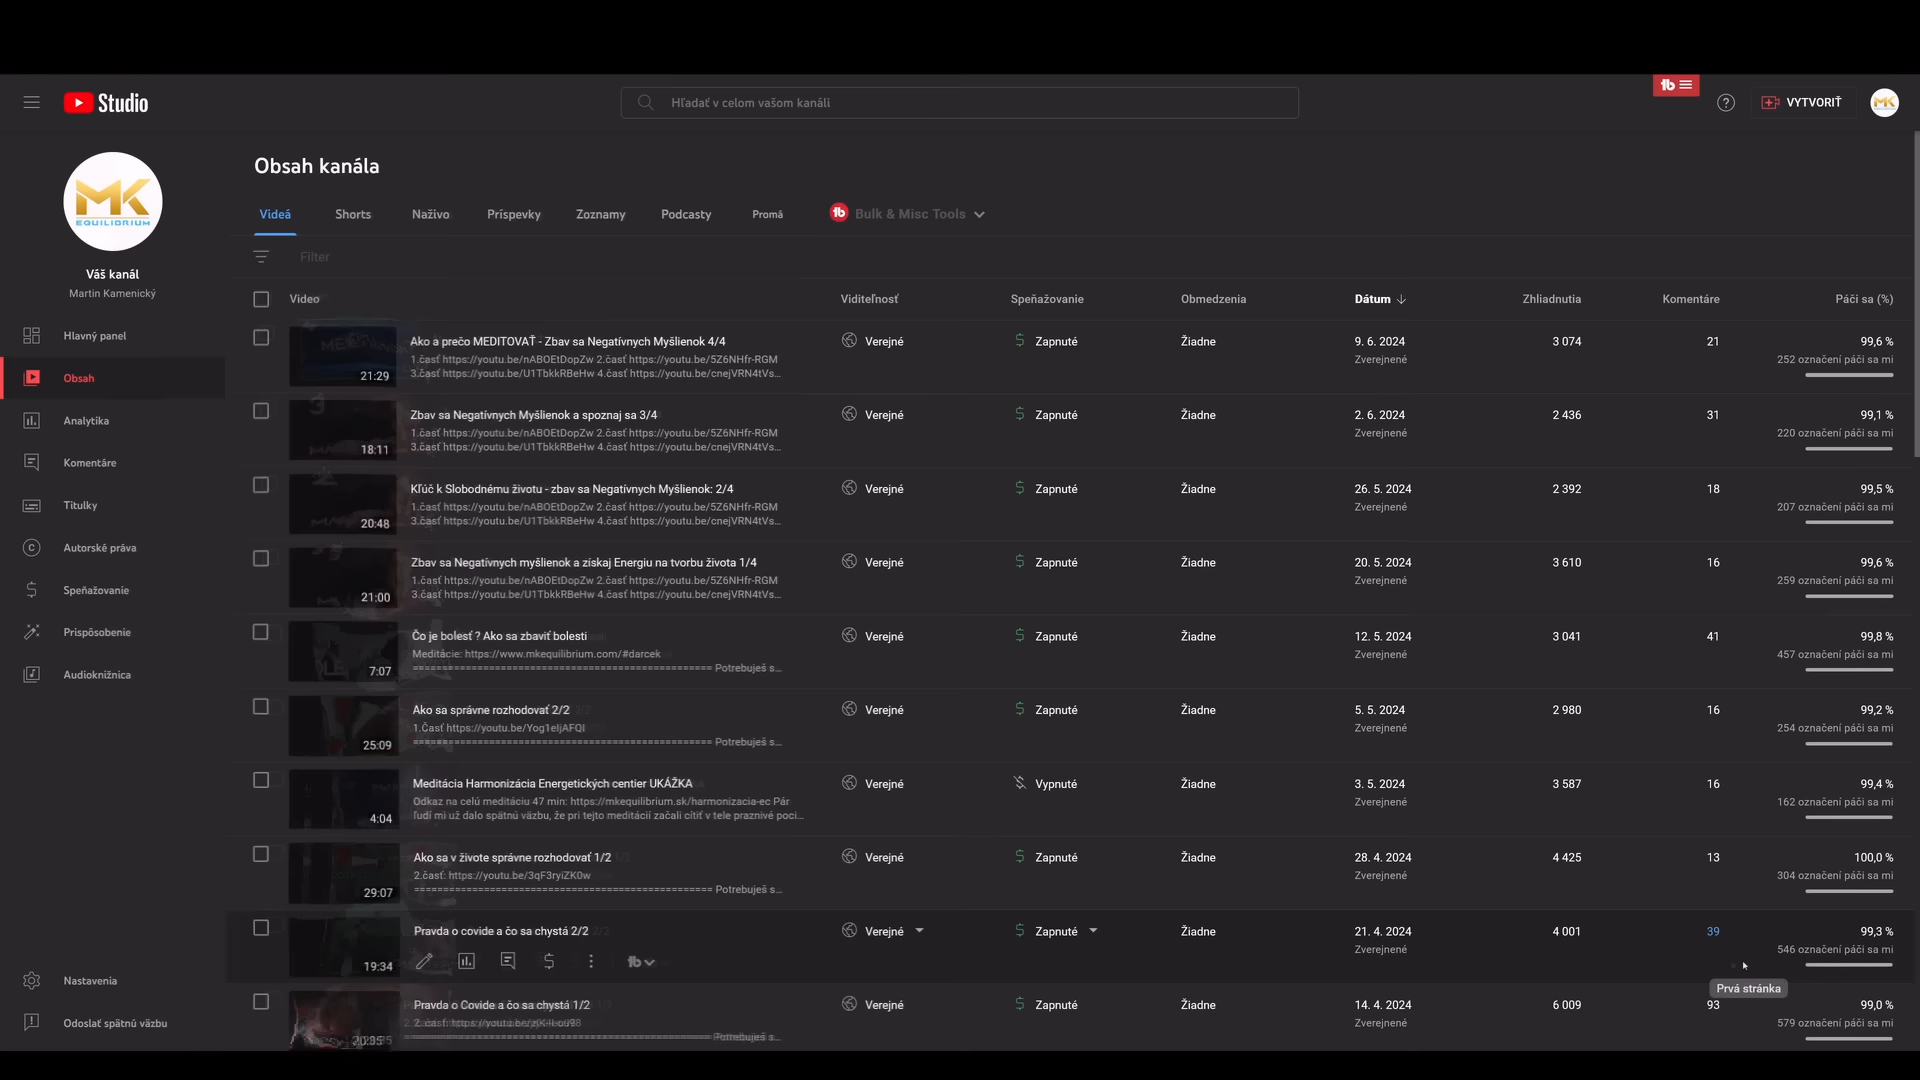 Studio
Hľadať v celom vašom kanáli
VYTVORIŤ
MK
MK
EQUILIBRIUM
Váš kanál
Martin Kamenický
Hlavný panel
Obsah
Analytika
Komentáre
Titulky
Autorské práva
Speňažovanie
Prispôsobenie
Audioknižnica
Nastavenia
Odoslať spätnú väzbu
Obsah kanála
Videá Shorts Naživo Príspevky Zoznamy Podcasty Promá Bulk & Misc Tools
Filter
Video Viditeľnosť Speňažovanie Obmedzenia Dátum Zhliadnutia Komentáre Páči sa (%)
Ako a prečo MEDITOVAŤ - Zbav sa Negatívnych Myšlienok 4/4 Verejné Zapnuté Žiadne 9. 6. 2024 3 074 21 99,6 %
1.časť https://youtu.be/nABOEtDopZw 2.časť https://youtu.be/5Z6NHfr-RGM Zverejnené 252 označení páči sa mi
21:29 3.časť https://youtu.be/U1TbkkRBeHw 4.časť https://youtu.be/cnejVRN4tVs...
Zbav sa Negatívnych Myšlienok a spoznaj sa 3/4 Verejné Zapnuté Žiadne 2. 6. 2024 2 436 31 99,1 %
1.časť https://youtu.be/nABOEtDopZw 2.časť https://youtu.be/5Z6NHfr-RGM Zverejnené 220 označení páči sa mi
18:11 3.časť https://youtu.be/U1TbkkRBeHw 4.časť https://youtu.be/cnejVRN4tVs...
Kľúč k Slobodnému životu - zbav sa Negatívnych Myšlienok: 2/4 Verejné Zapnuté Žiadne 26. 5. 2024 2 392 18 99,5 %
1.časť https://youtu.be/nABOEtDopZw 2.časť https://youtu.be/5Z6NHfr-RGM Zverejnené 207 označení páči sa mi
20:48 3.časť https://youtu.be/U1TbkkRBeHw 4.časť https://youtu.be/cnejVRN4tVs...
Zbav sa Negatívnych myšlienok a získaj Energiu na tvorbu života 1/4 Verejné Zapnuté Žiadne 20. 5. 2024 3 610 16 99,6 %
1.časť https://youtu.be/nABOEtDopZw 2.časť https://youtu.be/5Z6NHfr-RGM Zverejnené 259 označení páči sa mi
21:00 3.časť https://youtu.be/U1TbkkRBeHw 4.časť https://youtu.be/cnejVRN4tVs...
Čo je bolesť ? Ako sa zbaviť bolesti Verejné Zapnuté Žiadne 12. 5. 2024 3 041 41 99,8 %
Meditácie: https://www.mkequilibrium.com/#darcek Zverejnené 457 označení páči sa mi
7:07 ================================================ Potrebuješ s...
Ako sa správne rozhodovať 2/2 Verejné Zapnuté Žiadne 5. 5. 2024 2 980 16 99,2 %
1.Časť https://youtu.be/Yog1eljAFQI Zverejnené 254 označení páči sa mi
25:09 ================================================ Potrebuješ s...
Meditácia Harmonizácia Energetických centier UKÁŽKA Verejné Vypnuté Žiadne 3. 5. 2024 3 587 16 99,4 %
Odkaz na celú meditáciu 47 min: https://mkequilibrium.sk/harmonizacia-ec Pár Zverejnené 162 označení páči sa mi
4:04 ľudí mi už dalo spätnú väzbu, že pri tejto meditácií začali cítiť v tele praznivé poci...
Ako sa v živote správne rozhodovať 1/2 Verejné Zapnuté Žiadne 28. 4. 2024 4 425 13 100,0 %
2.časť: https://youtu.be/3qF3ryiZK0w Zverejnené 304 označení páči sa mi
29:07 ================================================ Potrebuješ s...
Pravda o covide a čo sa chystá 2/2 Verejné Zapnuté Žiadne 21. 4. 2024 4 001 39 99,3 %
19:34 Zverejnené 546 označení páči sa mi
Prvá stránka
Pravda o Covide a čo sa chystá 1/2 Verejné Zapnuté Žiadne 14. 4. 2024 6 009 93 99,0 %
Zverejnené 579 označení páči sa mi
================================================ Potrebuješ s...